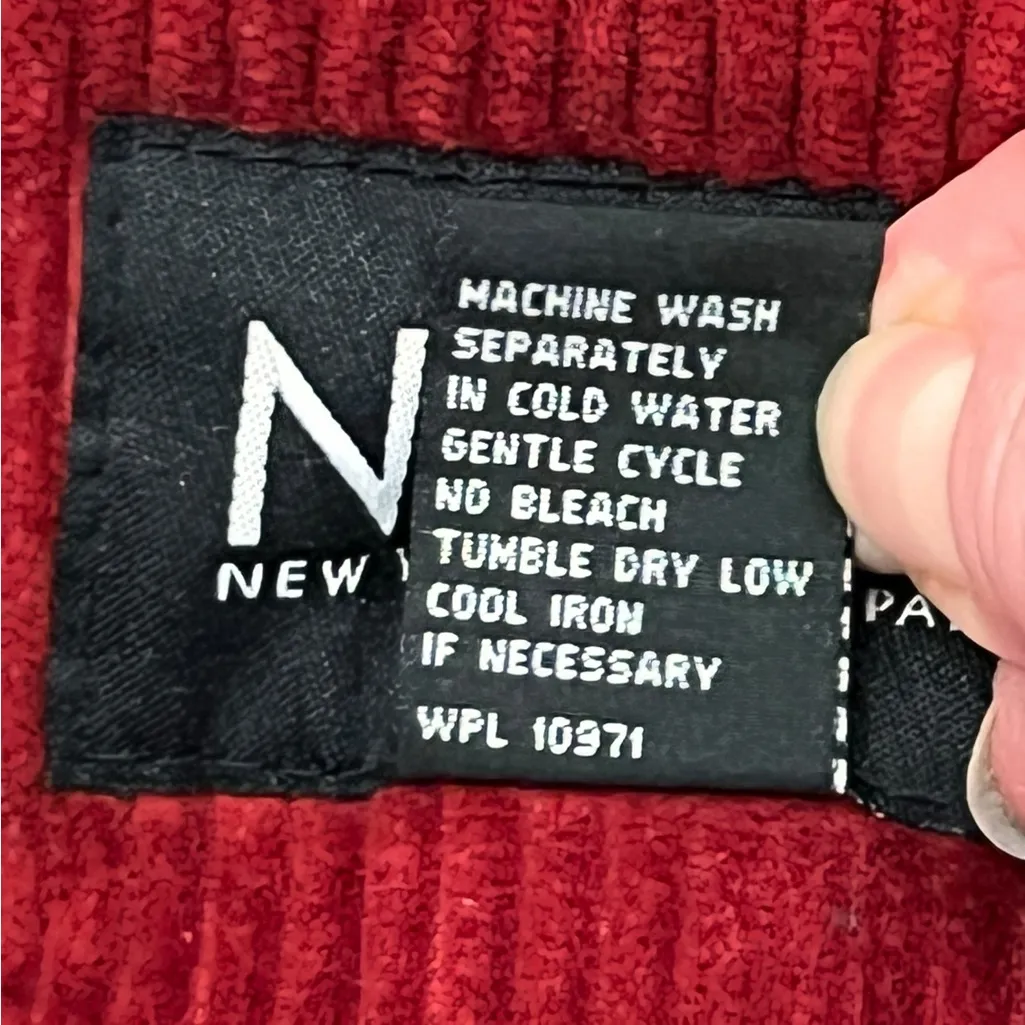 MACHINE WASH
SEPARATELY
IN COLD WATER
GENTLE CYCLE
NO BLEACH
TUMBLE DRY LOW
COOL IRON
IF NECESSARY
WPL 10971
N
NEW